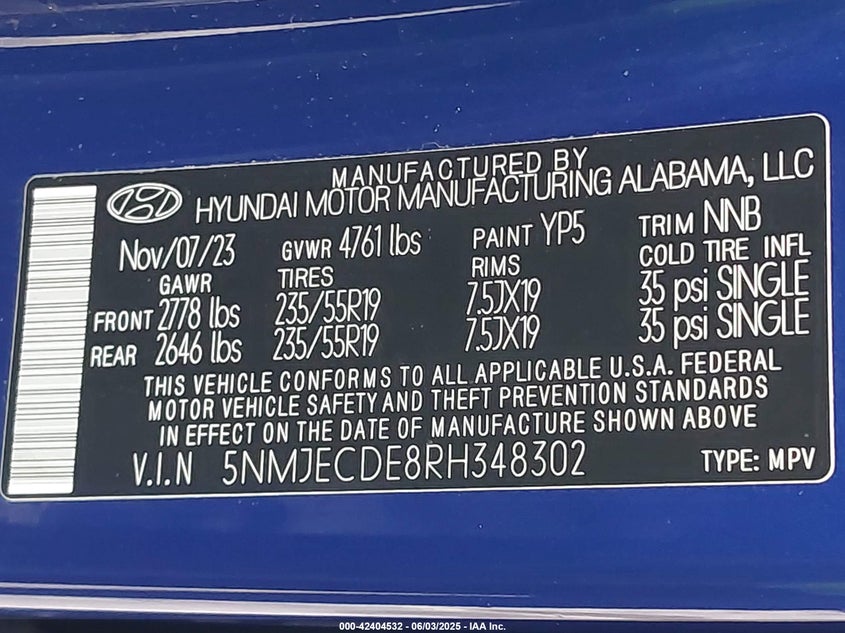 MANUFACTURED BY
HYUNDAI MOTOR MANUFACTURING ALABAMA, LLC
Nov/07/23 GVWR 4761 lbs PAINT YP5 TRIM NNB
GAWR TIRES RIMS COLD TIRE INFL
FRONT 2778 lbs 235/55R19 7.5JX19 35 psi SINGLE
REAR 2646 lbs 235/55R19 7.5JX19 35 psi SINGLE
THIS VEHICLE CONFORMS TO ALL APPLICABLE U.S.A. FEDERAL
MOTOR VEHICLE SAFETY AND THEFT PREVENTION STANDARDS
IN EFFECT ON THE DATE OF MANUFACTURE SHOWN ABOVE
V.I.N 5NMJECDE8RH348302 TYPE: MPV
000-42404532 - 06/03/2025 - IAA Inc.